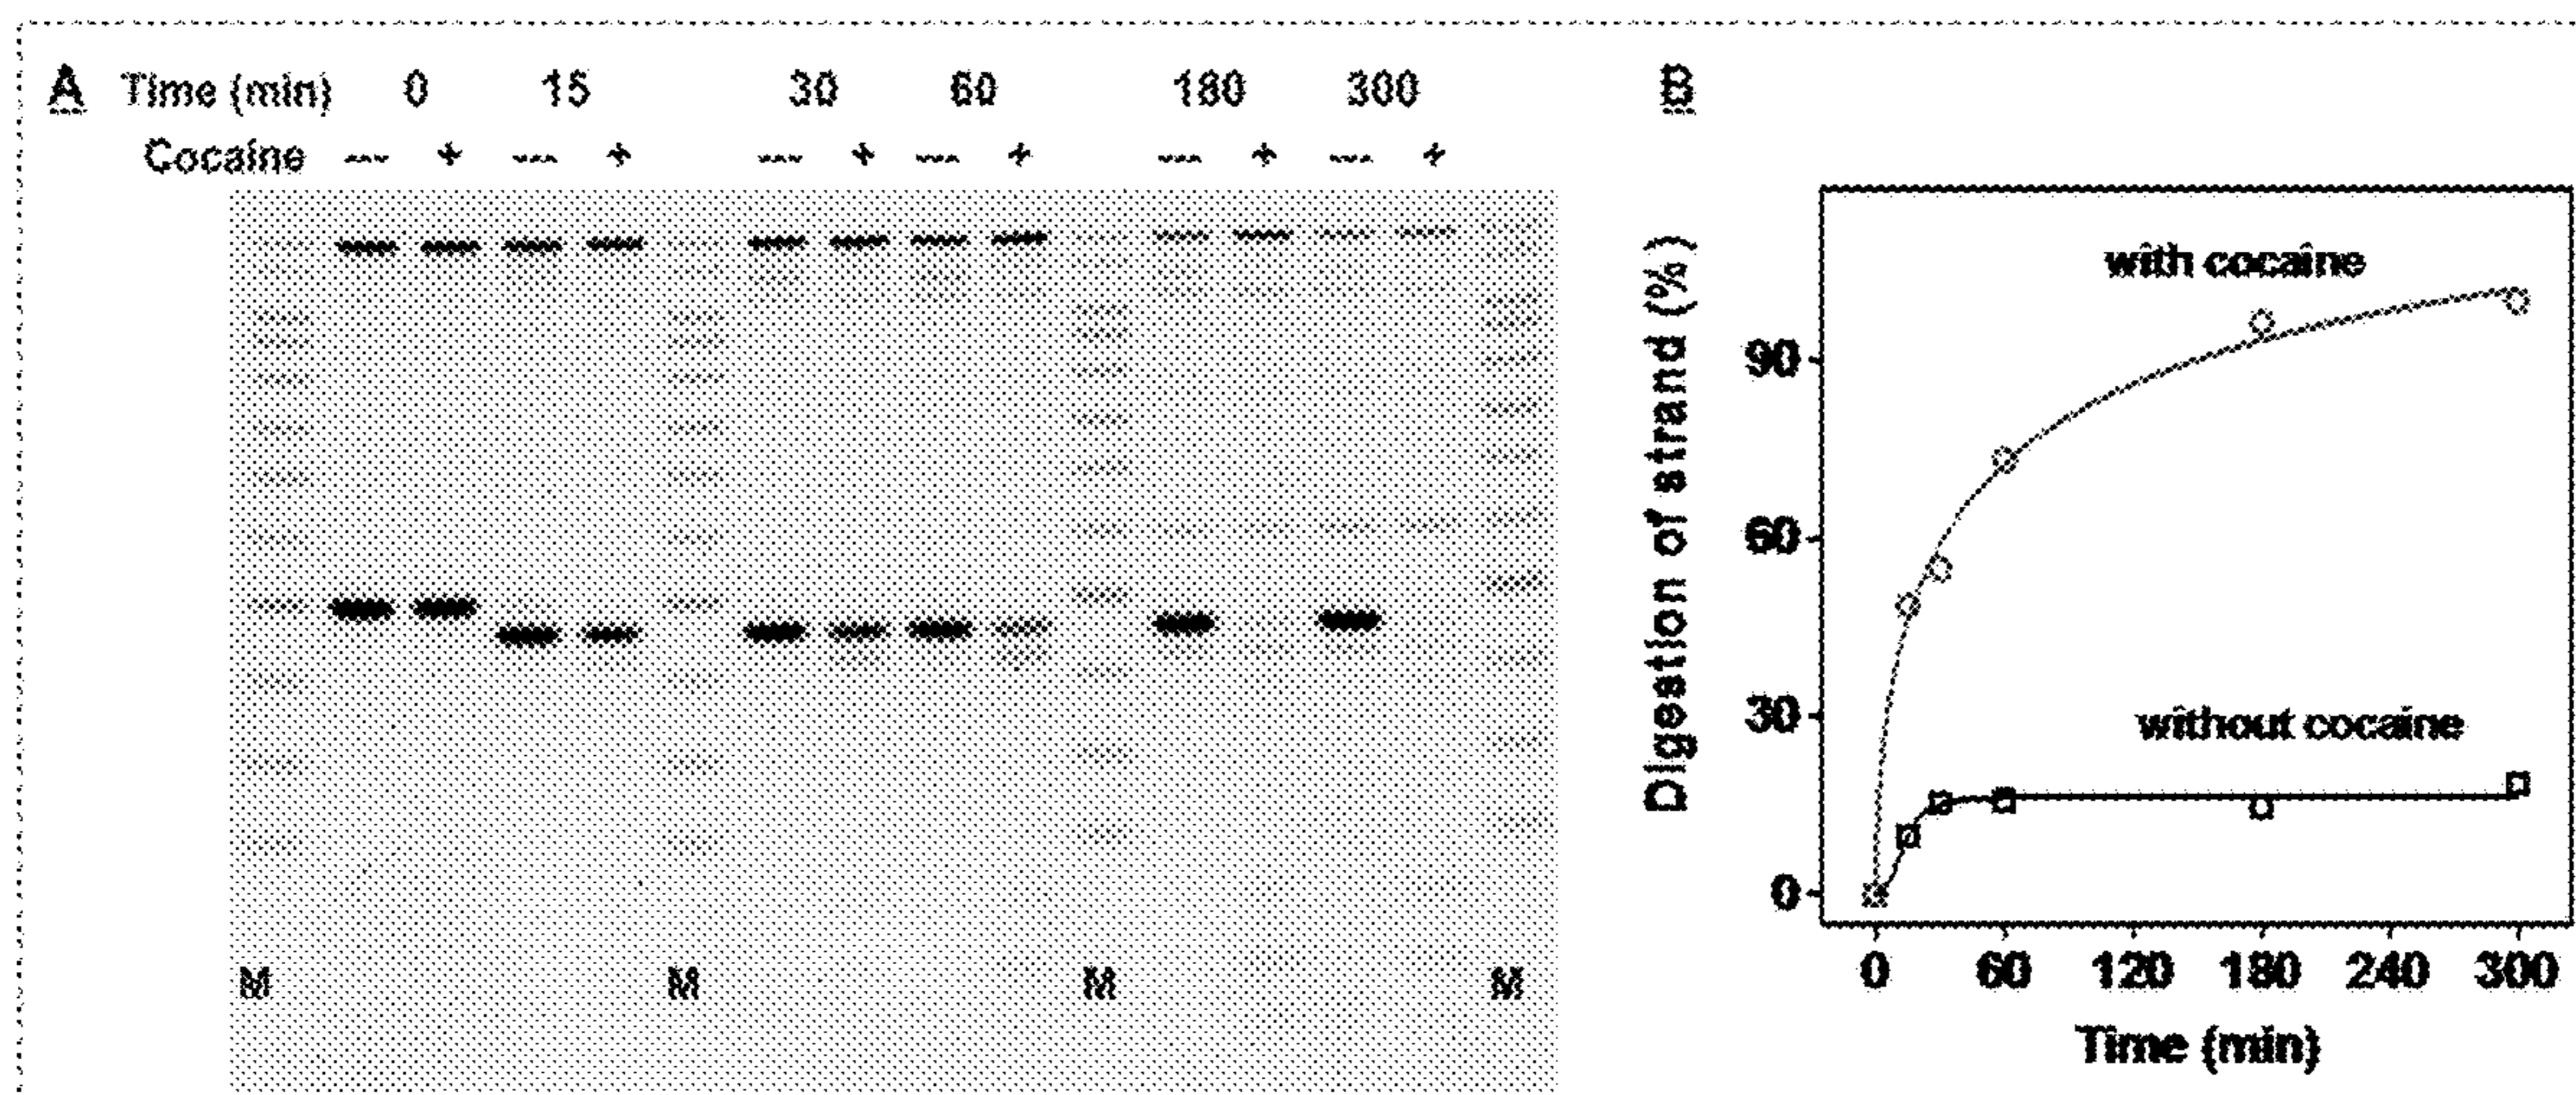 A Time (min) 0 15 30 60 180 300
Cocaine --- + --- + --- + --- + --- + --- +
M M M M
B
Digestion of strand (%)
with cocaine
without cocaine
90
60
30
0
0 60 120 180 240 300
Time (min)